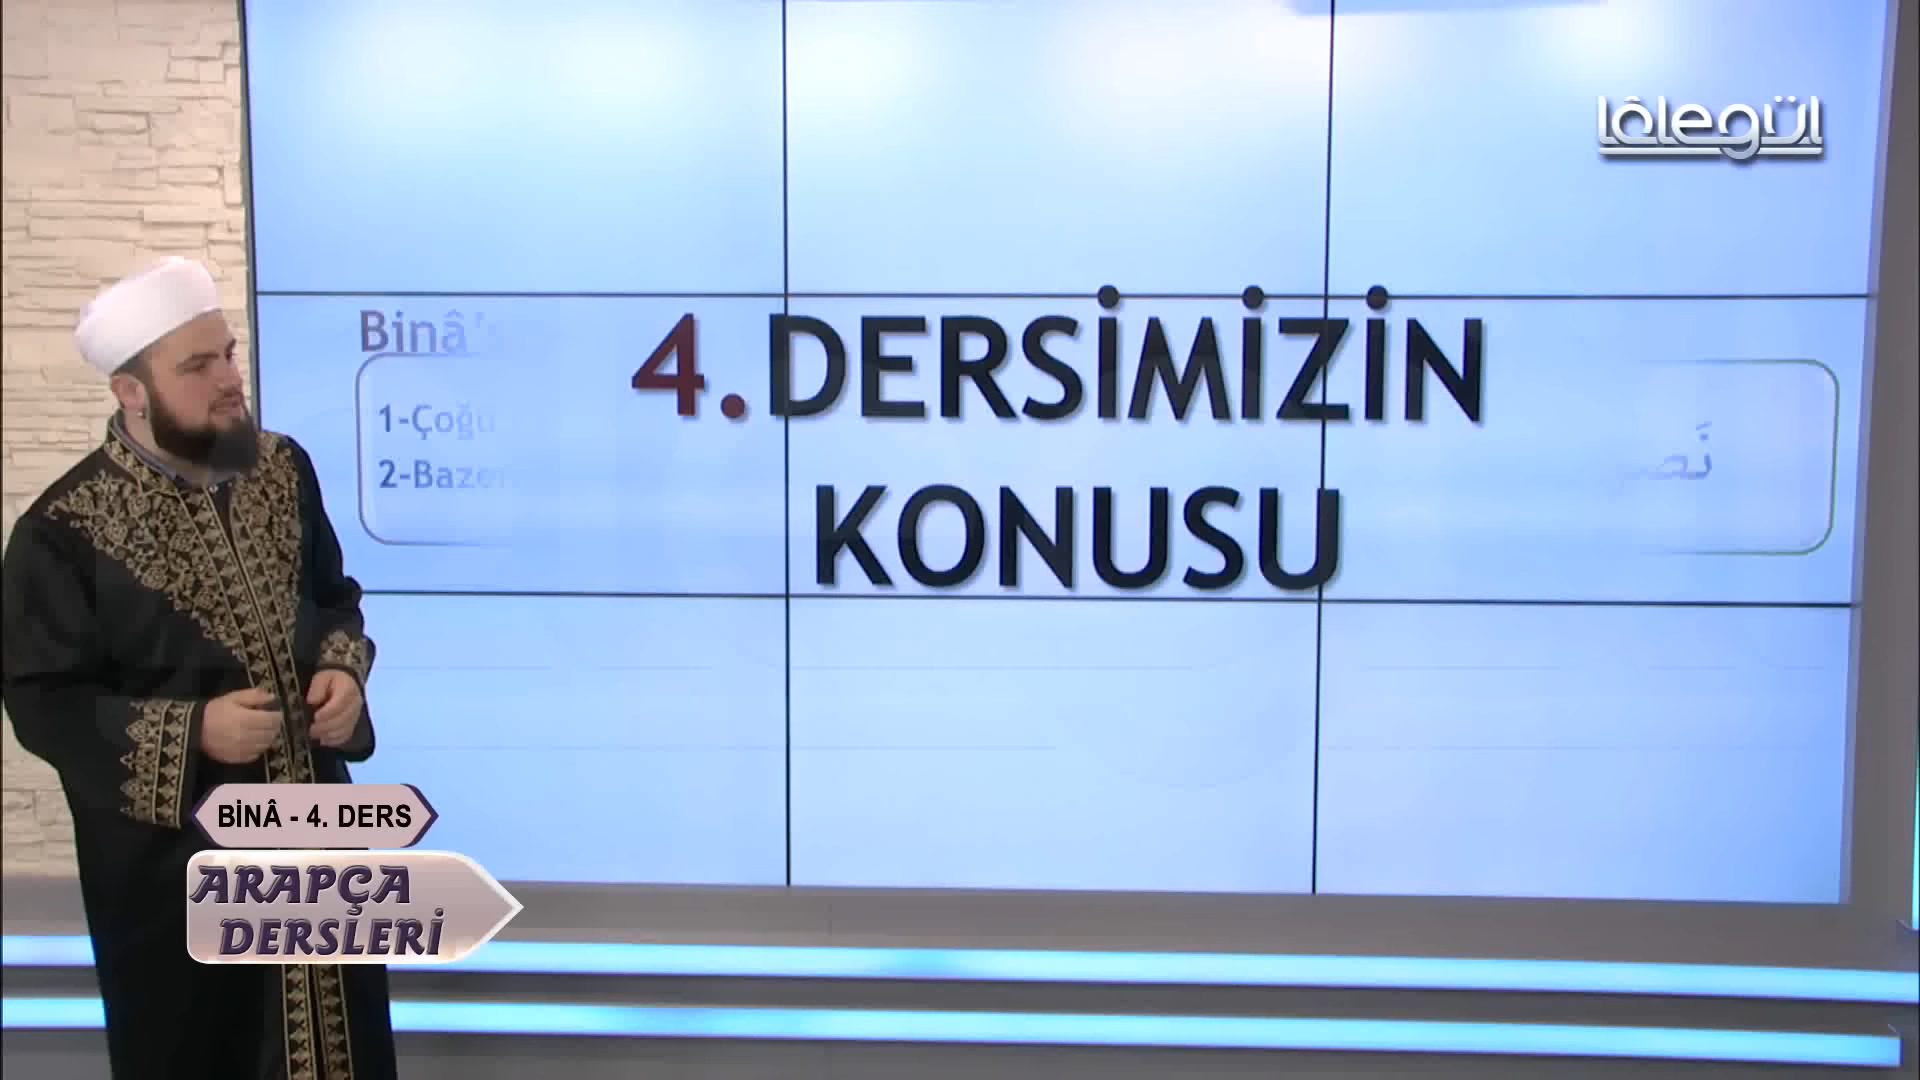 lâlegül
4.DERSİMİZİN
KONUSU
Binâ'
1-Çoğu
2-Bazen
نَصَ
BİNÂ - 4. DERS
ARAPÇA
DERSLERİ